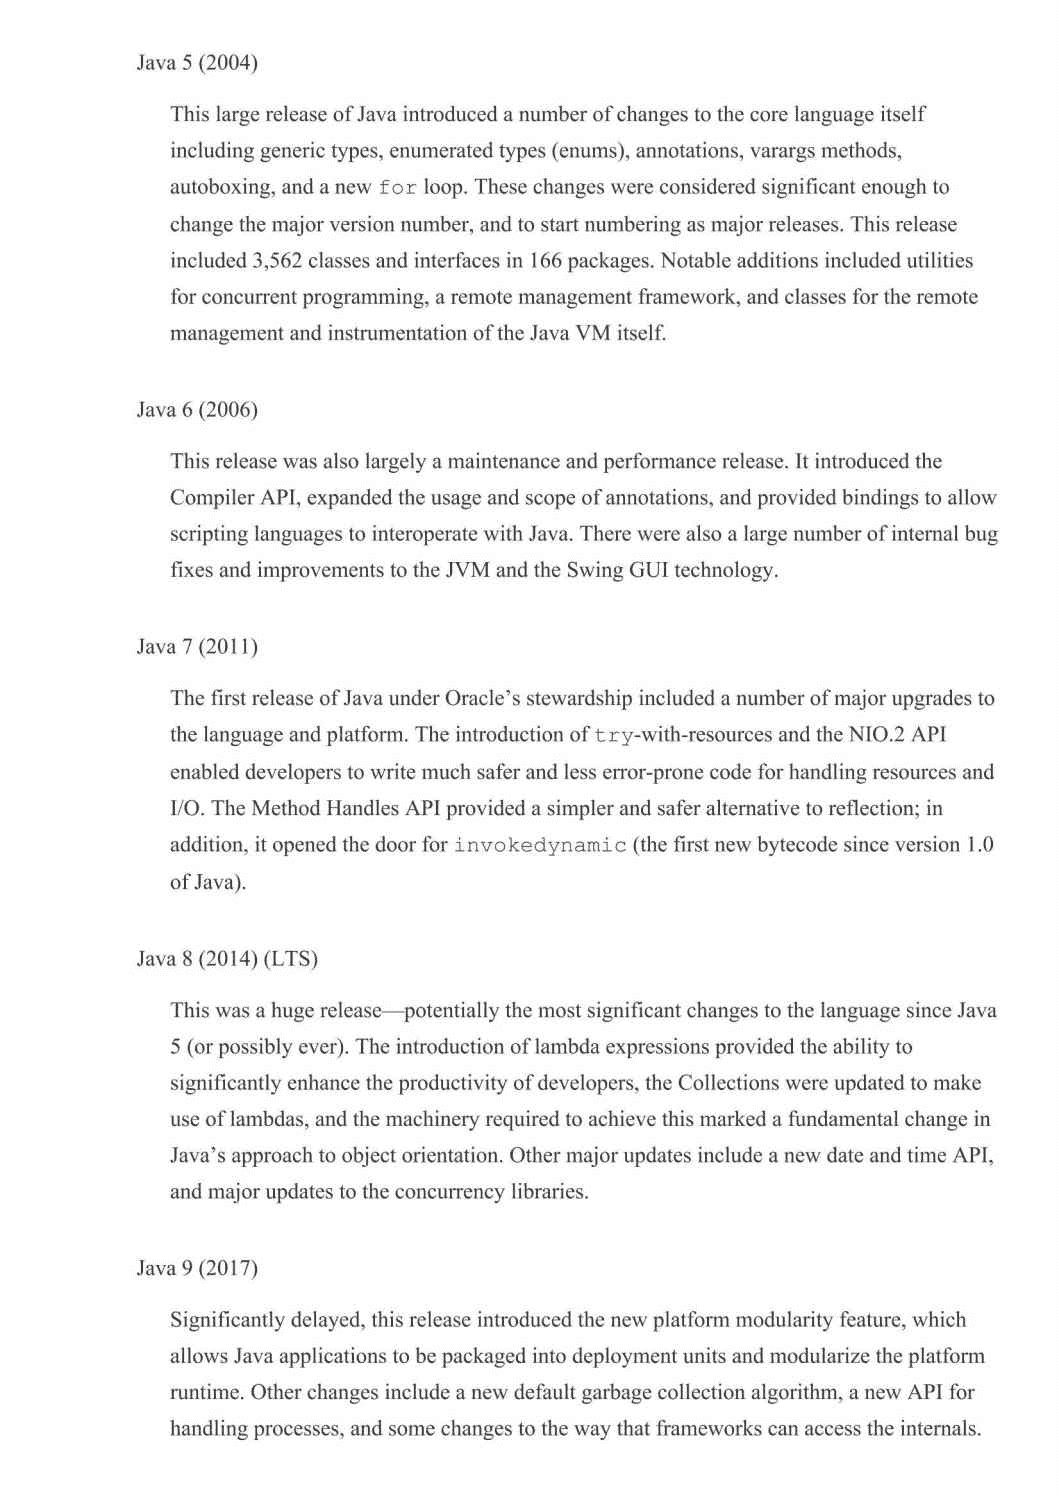 Java 5 (2004)
This large release of Java introduced a number of changes to the core language itself
including generic types, enumerated types (enums), annotations, varargs methods,
autoboxing, and a new for loop. These changes were considered significant enough to
change the major version number, and to start numbering as major releases. This release
included 3,562 classes and interfaces in 166 packages. Notable additions included utilities
for concurrent programming, a remote management framework, and classes for the remote
management and instrumentation of the Java VM itself.
Java 6 (2006)
This release was also largely a maintenance and performance release. It introduced the
Compiler API, expanded the usage and scope of annotations, and provided bindings to allow
scripting languages to interoperate with Java. There were also a large number of internal bug
fixes and improvements to the JVM and the Swing GUI technology.
Java 7 (2011)
The first release of Java under Oracle’s stewardship included a number of major upgrades to
the language and platform. The introduction of try-with-resources and the NIO.2 API
enabled developers to write much safer and less error-prone code for handling resources and
I/O. The Method Handles API provided a simpler and safer alternative to reflection; in
addition, it opened the door for invokedynamic (the first new bytecode since version 1.0
of Java).
Java 8 (2014) (LTS)
This was a huge release—potentially the most significant changes to the language since Java
5 (or possibly ever). The introduction of lambda expressions provided the ability to
significantly enhance the productivity of developers, the Collections were updated to make
use of lambdas, and the machinery required to achieve this marked a fundamental change in
Java’s approach to object orientation. Other major updates include a new date and time API,
and major updates to the concurrency libraries.
Java 9 (2017)
Significantly delayed, this release introduced the new platform modularity feature, which
allows Java applications to be packaged into deployment units and modularize the platform
runtime. Other changes include a new default garbage collection algorithm, a new API for
handling processes, and some changes to the way that frameworks can access the internals.